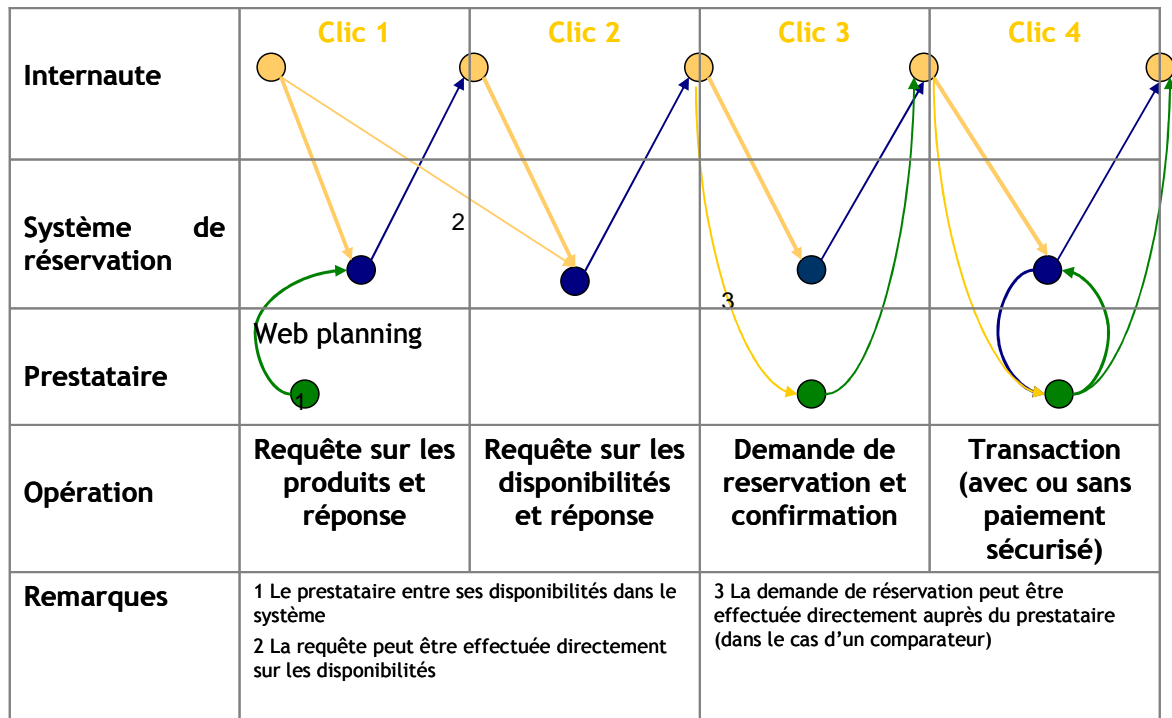 Clic 1
Clic 2
Clic 3
Clic 4
Internaute
Système de
réservation
2
3
Web planning
Prestataire
1
Opération
Requête sur les
produits et
réponse
Requête sur les
disponibilités
et réponse
Demande de
reservation et
confirmation
Transaction
(avec ou sans
paiement
sécurisé)
Remarques
1 Le prestataire entre ses disponibilités dans le
système
2 La requête peut être effectuée directement
sur les disponibilités
3 La demande de réservation peut être
effectuée directement auprès du prestataire
(dans le cas d’un comparateur)